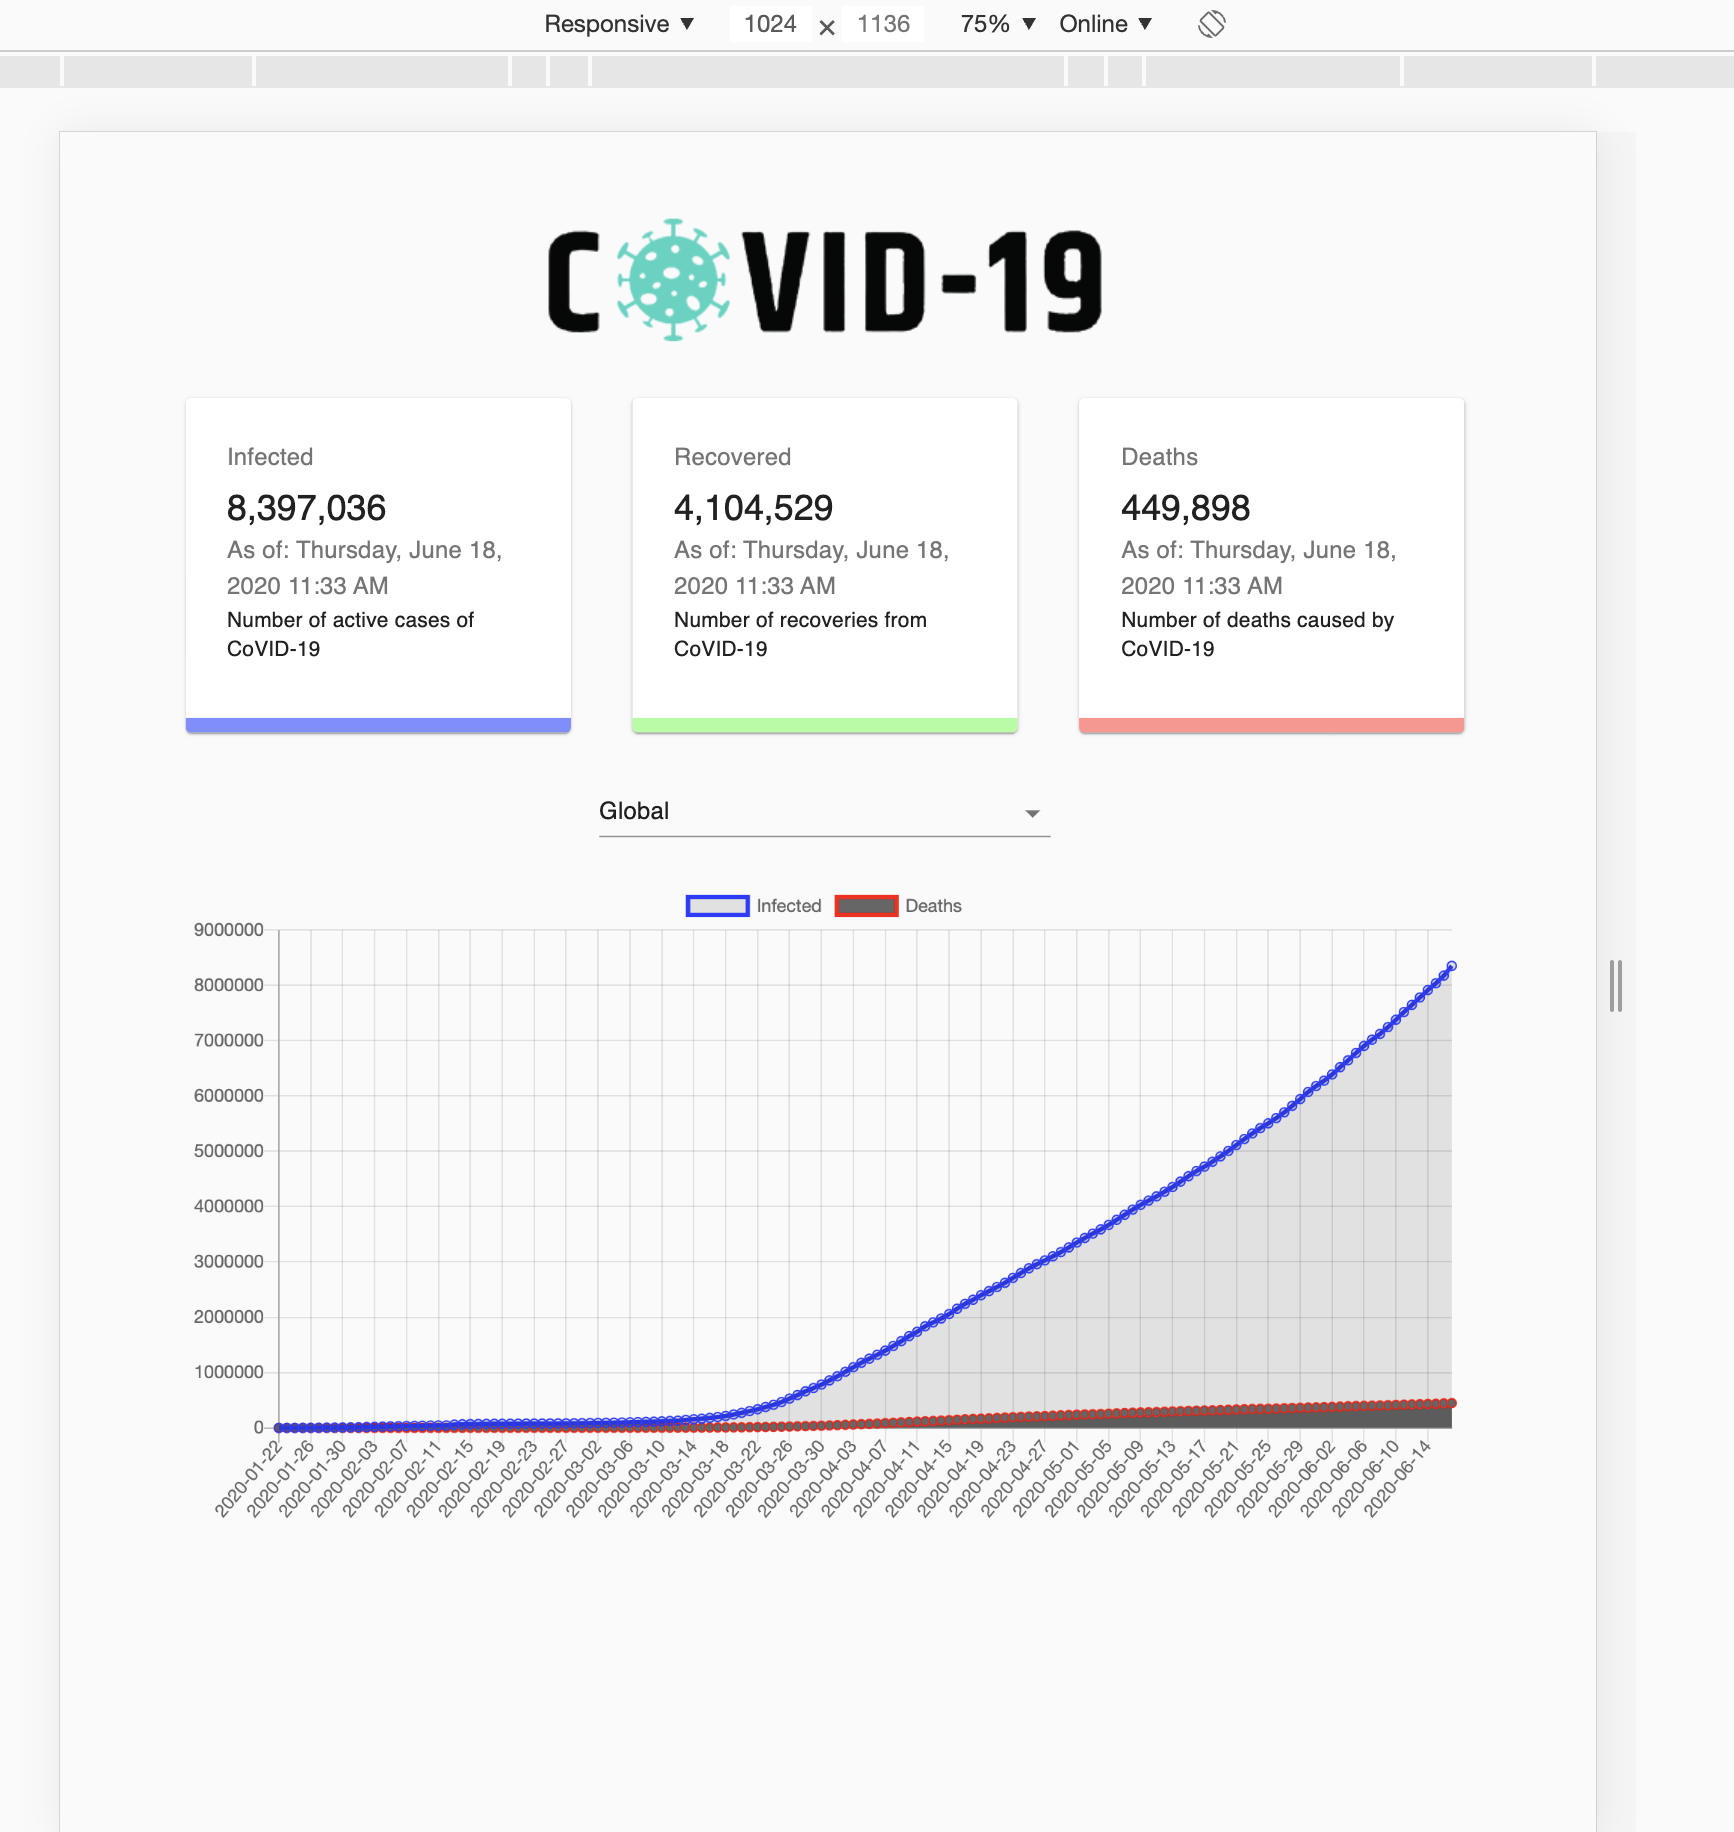 Responsive ▼ 1024 × 1136 75% ▼ Online ▼
COVID-19
Infected
8,397,036
As of: Thursday, June 18,
2020 11:33 AM
Number of active cases of
CoVID-19
Recovered
4,104,529
As of: Thursday, June 18,
2020 11:33 AM
Number of recoveries from
CoVID-19
Deaths
449,898
As of: Thursday, June 18,
2020 11:33 AM
Number of deaths caused by
CoVID-19
Global
Infected Deaths
9000000
8000000
7000000
6000000
5000000
4000000
3000000
2000000
1000000
0
2020-01-22
2020-01-26
2020-01-30
2020-02-03
2020-02-07
2020-02-11
2020-02-15
2020-02-19
2020-02-23
2020-02-27
2020-03-02
2020-03-06
2020-03-10
2020-03-14
2020-03-18
2020-03-22
2020-03-26
2020-03-30
2020-04-03
2020-04-07
2020-04-11
2020-04-15
2020-04-19
2020-04-23
2020-04-27
2020-05-01
2020-05-05
2020-05-09
2020-05-13
2020-05-17
2020-05-21
2020-05-25
2020-05-29
2020-06-02
2020-06-06
2020-06-10
2020-06-14